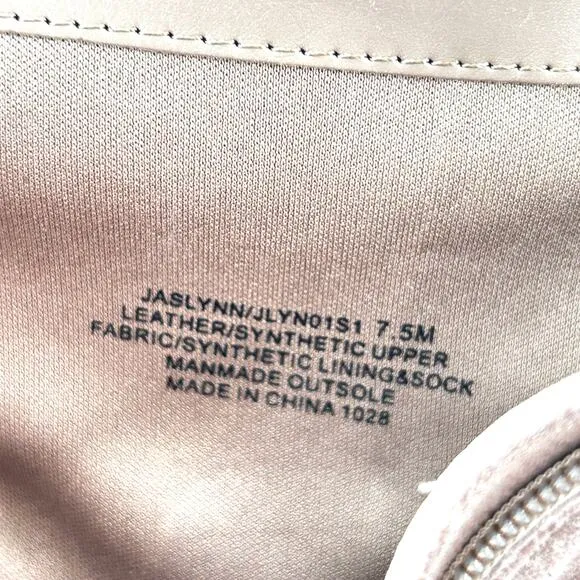 JASLYNN/JLYN01S1 7.5M
LEATHER/SYNTHETIC UPPER
FABRIC/SYNTHETIC LINING&SOCK
MANMADE OUTSOLE
MADE IN CHINA 1028